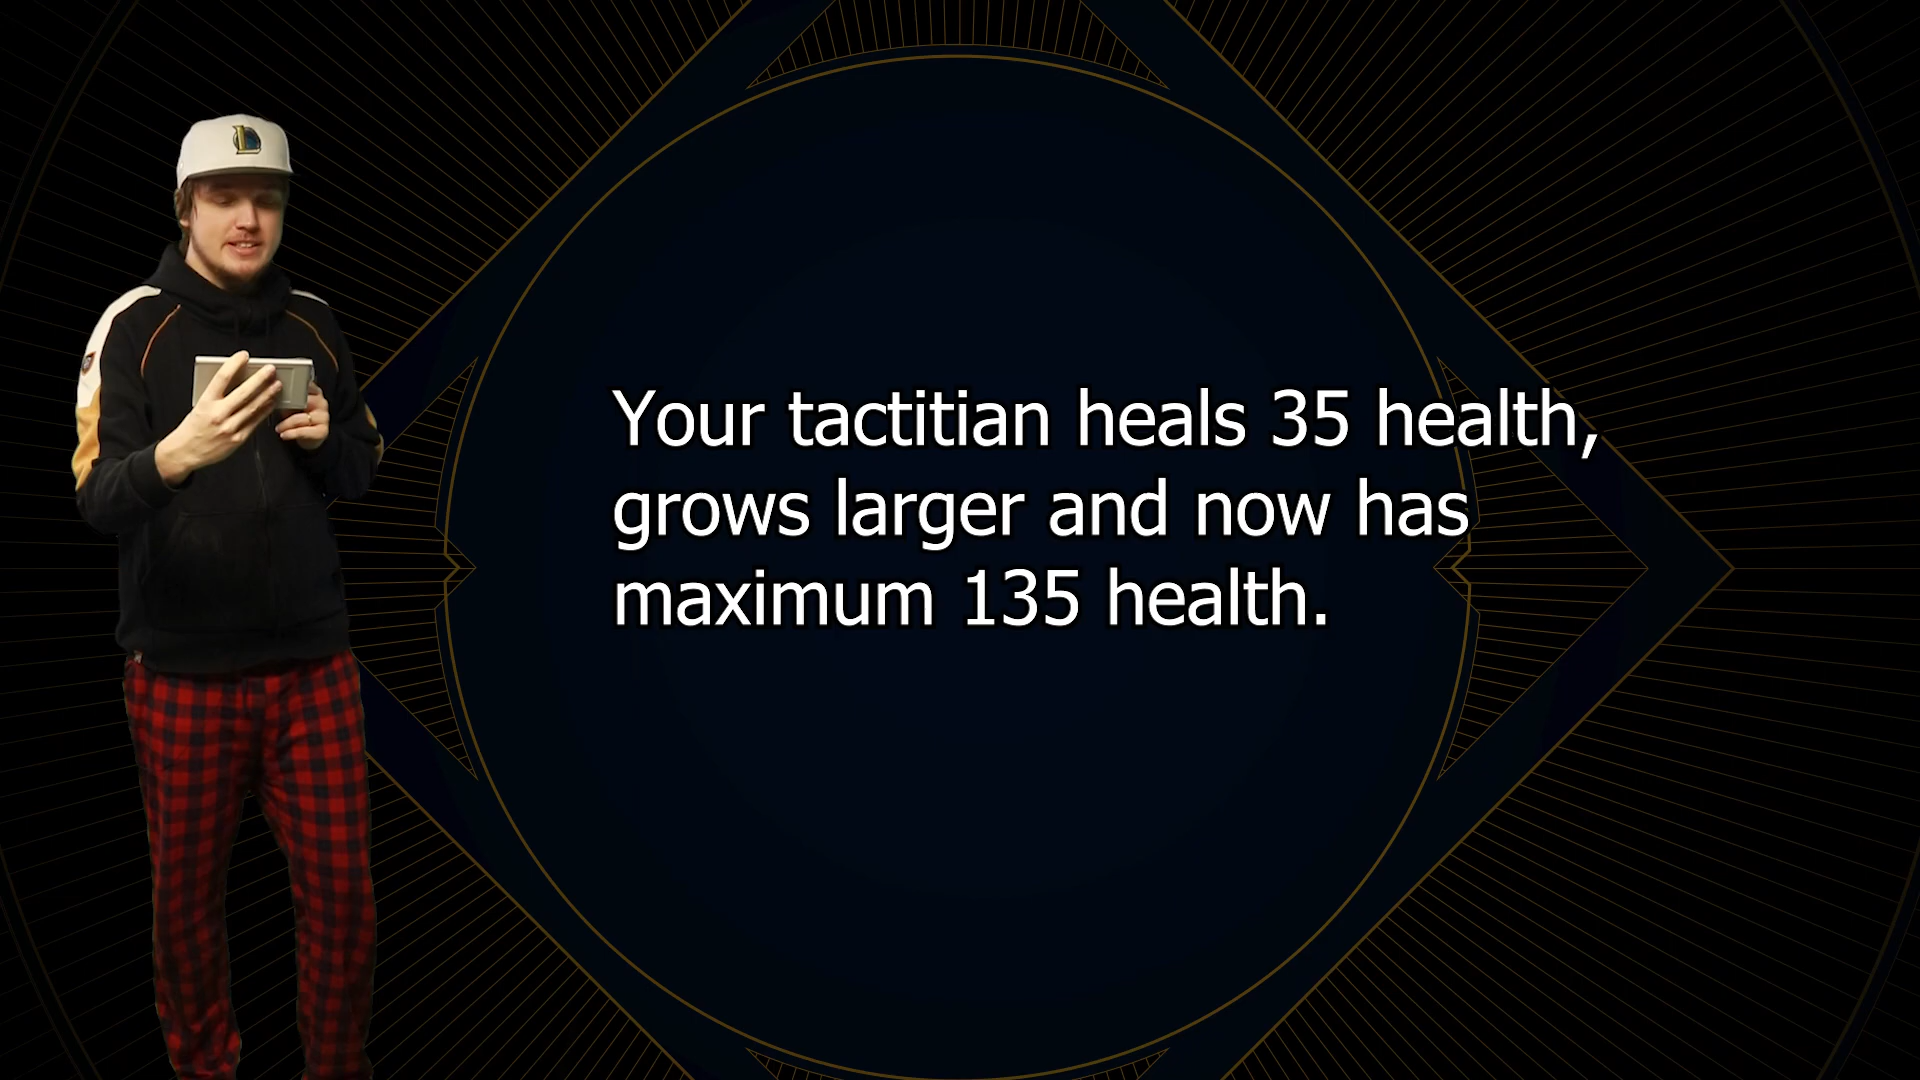 L
Your tactitian heals 35 health,
grows larger and now has
maximum 135 health.